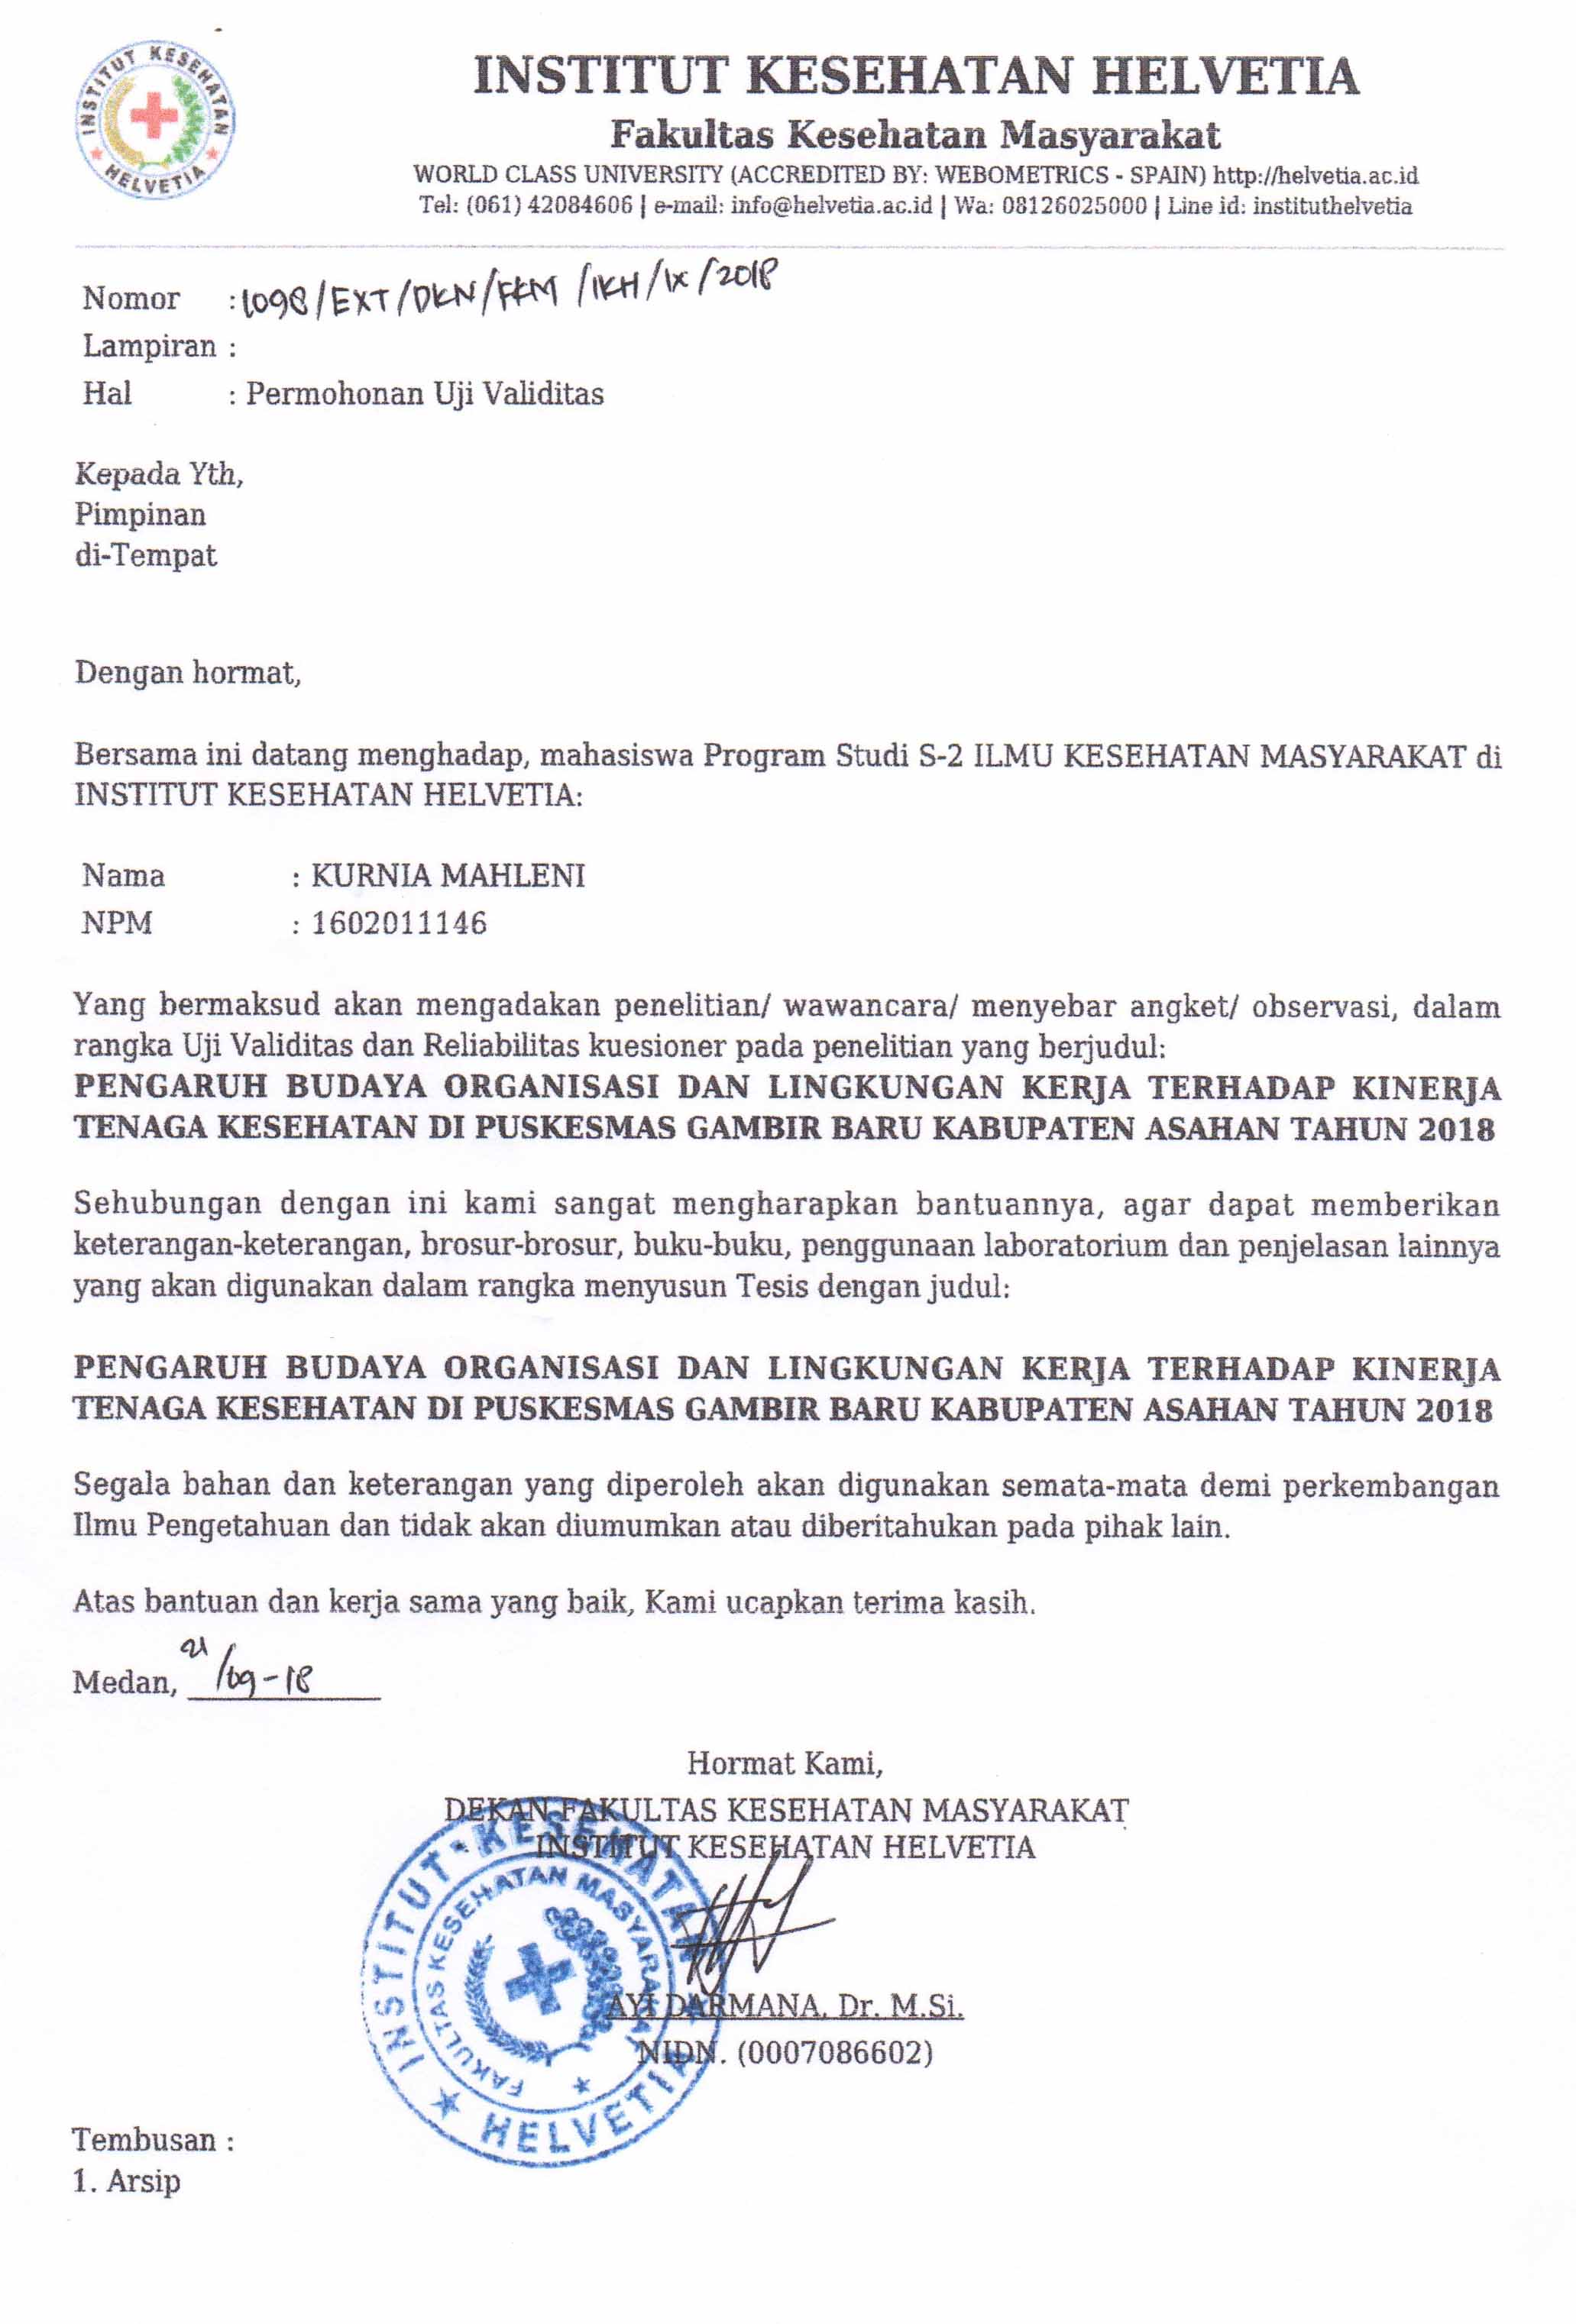 INSTITUT KESEHATAN
HELVETIA
INSTITUT KESEHATAN HELVETIA
Fakultas Kesehatan Masyarakat
WORLD CLASS UNIVERSITY (ACCREDITED BY: WEBOMETRICS - SPAIN) http://helvetia.ac.id
Tel: (061) 42084606 | e-mail: info@helvetia.ac.id | Wa: 08126025000 | Line id: instituthelvetia
Nomor : 1098/EXT/DKN/FKM/IKH/IX/2018
Lampiran :
Hal : Permohonan Uji Validitas
Kepada Yth,
Pimpinan
di-Tempat
Dengan hormat,
Bersama ini datang menghadap, mahasiswa Program Studi S-2 ILMU KESEHATAN MASYARAKAT di
INSTITUT KESEHATAN HELVETIA:
Nama : KURNIA MAHLENI
NPM : 1602011146
Yang bermaksud akan mengadakan penelitian/ wawancara/ menyebar angket/ observasi, dalam
rangka Uji Validitas dan Reliabilitas kuesioner pada penelitian yang berjudul:
PENGARUH BUDAYA ORGANISASI DAN LINGKUNGAN KERJA TERHADAP KINERJA
TENAGA KESEHATAN DI PUSKESMAS GAMBIR BARU KABUPATEN ASAHAN TAHUN 2018
Sehubungan dengan ini kami sangat mengharapkan bantuannya, agar dapat memberikan
keterangan-keterangan, brosur-brosur, buku-buku, penggunaan laboratorium dan penjelasan lainnya
yang akan digunakan dalam rangka menyusun Tesis dengan judul:
PENGARUH BUDAYA ORGANISASI DAN LINGKUNGAN KERJA TERHADAP KINERJA
TENAGA KESEHATAN DI PUSKESMAS GAMBIR BARU KABUPATEN ASAHAN TAHUN 2018
Segala bahan dan keterangan yang diperoleh akan digunakan semata-mata demi perkembangan
Ilmu Pengetahuan dan tidak akan diumumkan atau diberitahukan pada pihak lain.
Atas bantuan dan kerja sama yang baik, Kami ucapkan terima kasih.
Medan, 21/09-18
Hormat Kami,
DEKAN FAKULTAS KESEHATAN MASYARAKAT
INSTITUT KESEHATAN HELVETIA
INSTITUT KESEHATAN
FAKULTAS KESEHATAN MASYARAKAT
HELVETIA
AYI DARMANA, Dr. M.Si.
NIDN. (0007086602)
Tembusan :
1. Arsip